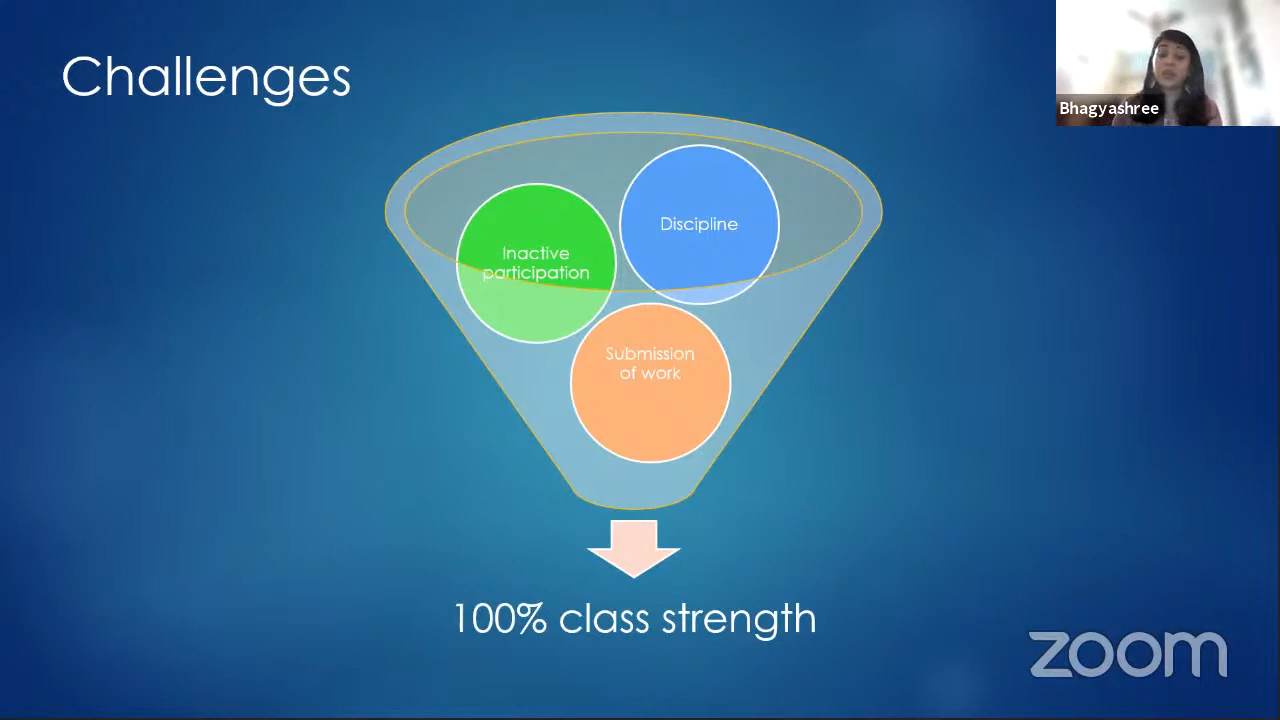 Challenges
Bhagyashree
Discipline
Inactive
participation
Submission
of work
100% class strength
zoom